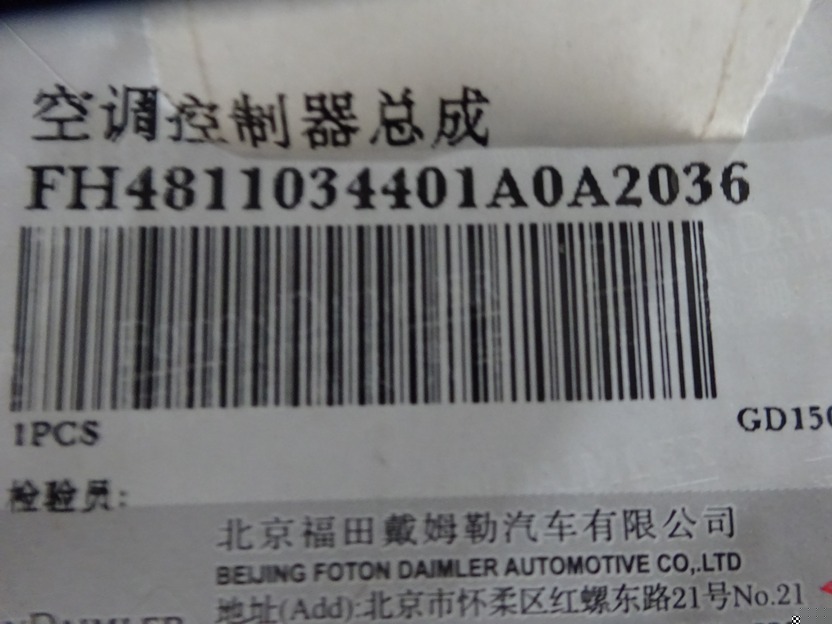 空调控制器总成
FH4811034401A0A2036
1PCS
GD150
检验员:
北京福田戴姆勒汽车有限公司
BEIJING FOTON DAIMLER AUTOMOTIVE CO,.LTD
地址(Add):北京市怀柔区红螺东路21号No.21
DAIMLER